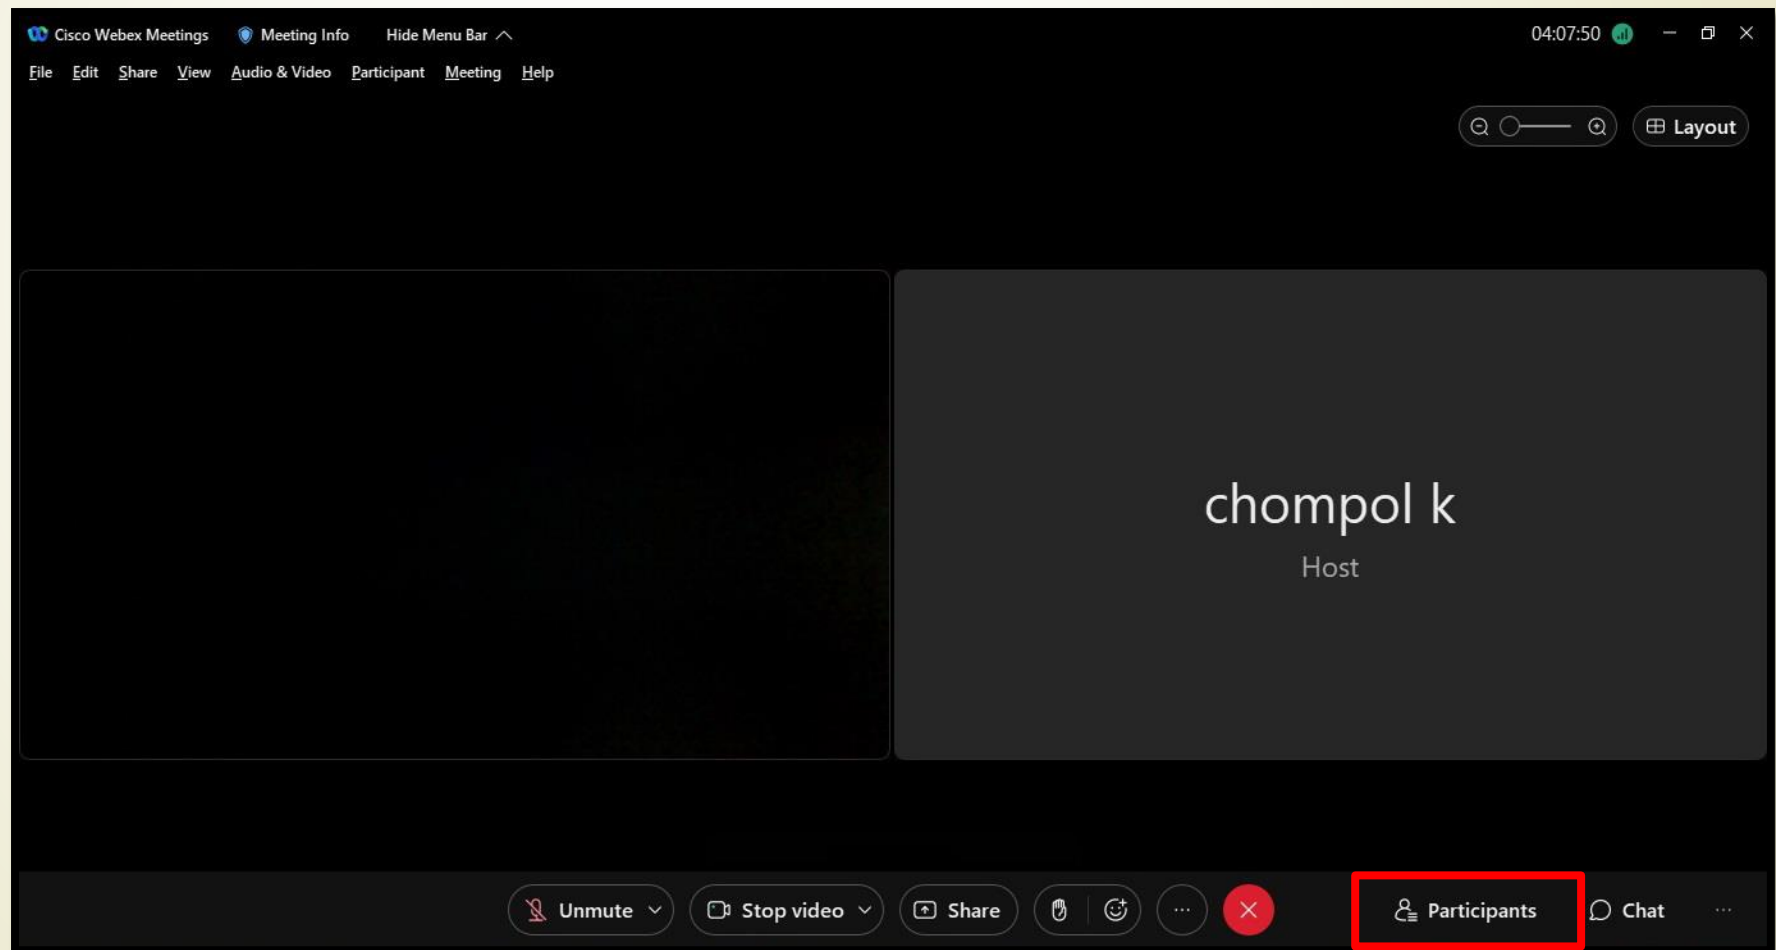 Cisco Webex Meetings Meeting Info Hide Menu Bar 04:07:50
File Edit Share View Audio & Video Participant Meeting Help
Layout
chompol k
Host
Unmute Stop video Share Participants Chat